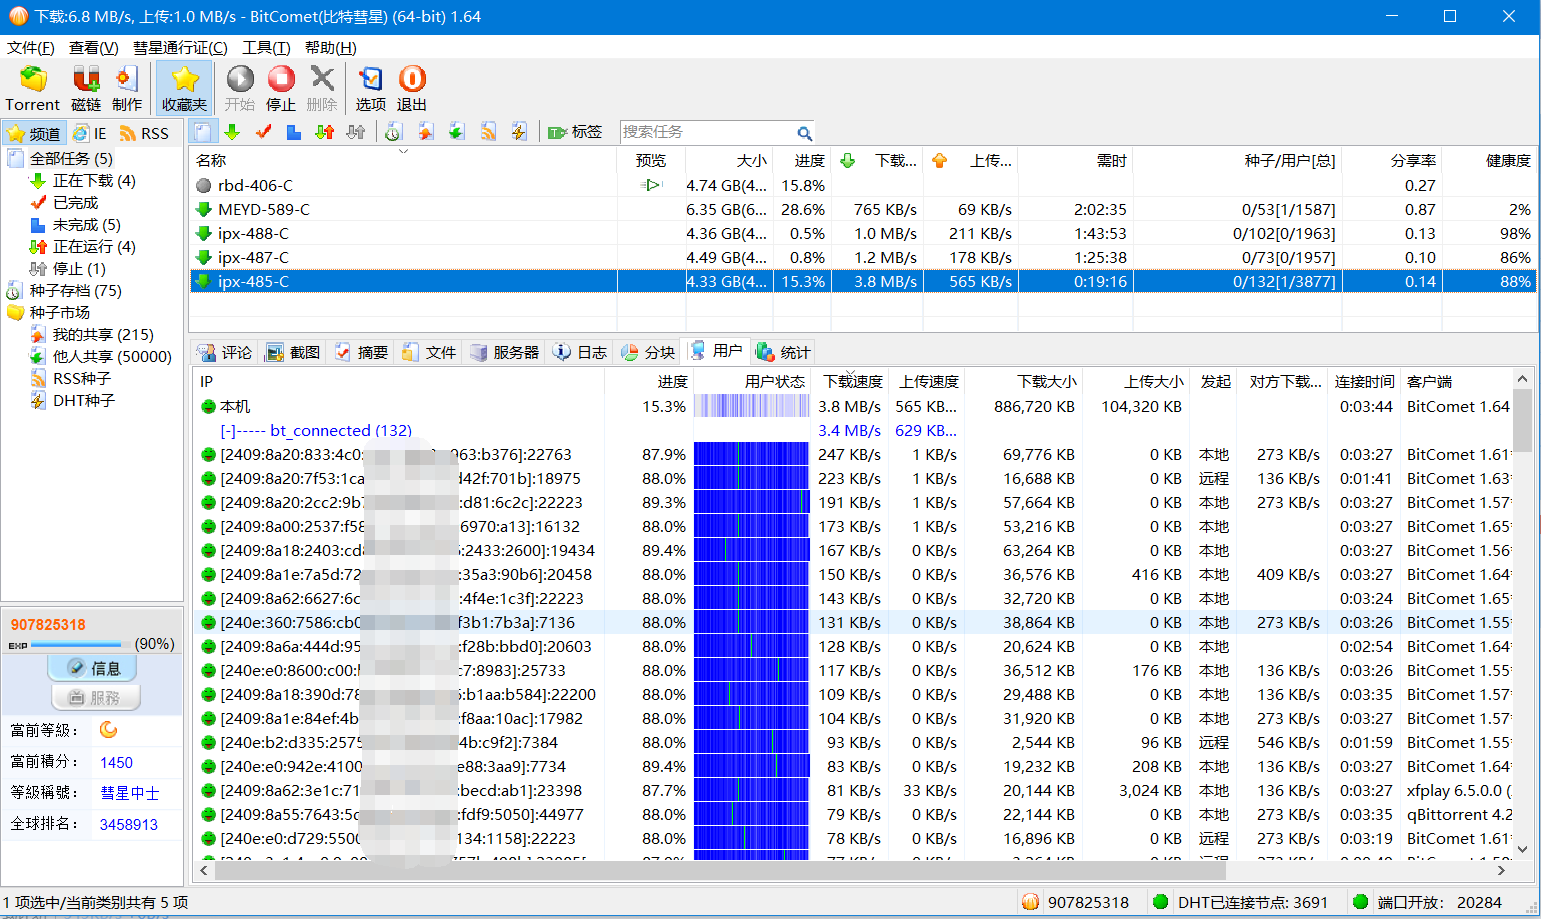 下载:6.8 MB/s, 上传:1.0 MB/s - BitComet(比特彗星) (64-bit) 1.64
文件(F) 查看(V) 彗星通行证(C) 工具(T) 帮助(H)
Torrent 磁链 制作 收藏夹 开始 停止 删除 选项 退出
频道 IE RSS 标签 搜索任务
全部任务 (5)
正在下载 (4)
已完成
未完成 (5)
正在运行 (4)
停止 (1)
种子存档 (75)
种子市场
我的共享 (215)
他人共享 (50000)
RSS种子
DHT种子
907825318
EXP (90%)
信息
服務
當前等級：
當前積分： 1450
等級稱號： 彗星中士
全球排名： 3458913
名称 预览 大小 进度 下载... 上传... 需时 种子/用户[总] 分享率 健康度
rbd-406-C 4.74 GB(4... 15.8% 0.27
MEYD-589-C 6.35 GB(6... 28.6% 765 KB/s 69 KB/s 2:02:35 0/53[1/1587] 0.87 2%
ipx-488-C 4.36 GB(4... 0.5% 1.0 MB/s 211 KB/s 1:43:53 0/102[0/1963] 0.13 98%
ipx-487-C 4.49 GB(4... 0.8% 1.2 MB/s 178 KB/s 1:25:38 0/73[0/1957] 0.10 86%
ipx-485-C 4.33 GB(4... 15.3% 3.8 MB/s 565 KB/s 0:19:16 0/132[1/3877] 0.14 88%
评论 截图 摘要 文件 服务器 日志 分块 用户 统计
IP 进度 用户状态 下载速度 上传速度 下载大小 上传大小 发起 对方下载... 连接时间 客户端
本机 15.3% 3.8 MB/s 565 KB... 886,720 KB 104,320 KB 0:03:44 BitComet 1.64
[-]----- bt_connected (132) 3.4 MB/s 629 KB...
[2409:8a20:833:4c0: 963:b376]:22763 87.9% 247 KB/s 1 KB/s 69,776 KB 0 KB 本地 273 KB/s 0:03:27 BitComet 1.61
[2409:8a20:7f53:1ca d42f:701b]:18975 88.0% 223 KB/s 1 KB/s 16,688 KB 0 KB 远程 136 KB/s 0:01:41 BitComet 1.63
[2409:8a20:2cc2:9b7 :d81:6c2c]:22223 89.3% 191 KB/s 1 KB/s 57,664 KB 0 KB 本地 273 KB/s 0:03:27 BitComet 1.57
[2409:8a00:2537:f58 6970:a13]:16132 88.0% 173 KB/s 1 KB/s 53,216 KB 0 KB 本地 0:03:27 BitComet 1.65
[2409:8a18:2403:cd8 :2433:2600]:19434 89.4% 167 KB/s 0 KB/s 63,264 KB 0 KB 本地 0:03:27 BitComet 1.56
[2409:8a1e:7a5d:72 :35a3:90b6]:20458 88.0% 150 KB/s 0 KB/s 36,576 KB 416 KB 本地 409 KB/s 0:03:27 BitComet 1.64
[2409:8a62:6627:6c :4f4e:1c3f]:22223 88.0% 143 KB/s 0 KB/s 32,720 KB 0 KB 本地 0:03:24 BitComet 1.65
[240e:360:7586:cb0 f3b1:7b3a]:7136 88.0% 131 KB/s 0 KB/s 38,864 KB 0 KB 本地 273 KB/s 0:03:26 BitComet 1.55
[2409:8a6a:444d:95 :f28b:bbd0]:20603 88.0% 128 KB/s 0 KB/s 20,624 KB 0 KB 本地 0:02:54 BitComet 1.64
[240e:e0:8600:c00:f c7:8983]:25733 88.0% 117 KB/s 0 KB/s 36,512 KB 176 KB 本地 136 KB/s 0:03:26 BitComet 1.55
[2409:8a18:390d:78 :b1aa:b584]:22200 88.0% 109 KB/s 0 KB/s 29,488 KB 0 KB 本地 136 KB/s 0:03:35 BitComet 1.57
[2409:8a1e:84ef:4b :f8aa:10ac]:17982 88.0% 104 KB/s 0 KB/s 31,920 KB 0 KB 本地 273 KB/s 0:03:27 BitComet 1.57
[240e:b2:d335:2575 4b:c9f2]:7384 88.0% 93 KB/s 0 KB/s 2,544 KB 96 KB 远程 546 KB/s 0:01:59 BitComet 1.55
[240e:e0:942e:4100 e88:3aa9]:7734 89.4% 83 KB/s 0 KB/s 19,232 KB 208 KB 本地 136 KB/s 0:03:27 BitComet 1.64
[2409:8a62:3e1c:71 :becd:ab1]:23398 87.7% 81 KB/s 33 KB/s 20,144 KB 3,024 KB 本地 136 KB/s 0:03:27 xfplay 6.5.0.0 (
[2409:8a55:7643:5c :fdf9:5050]:44977 88.0% 79 KB/s 0 KB/s 22,144 KB 0 KB 本地 273 KB/s 0:03:35 qBittorrent 4.2
[240e:e0:d729:5500 134:1158]:22223 88.0% 78 KB/s 0 KB/s 16,896 KB 0 KB 远程 273 KB/s 0:03:19 BitComet 1.61
1 项选中/当前类别共有 5 项 907825318 DHT已连接节点: 3691 端口开放: 20284